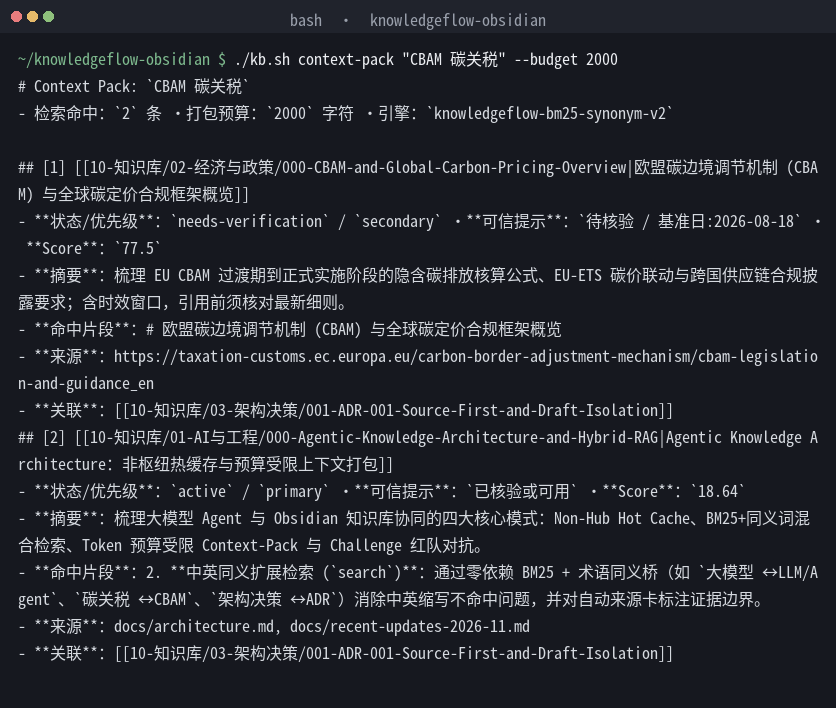 bash · knowledgeflow-obsidian
~/knowledgeflow-obsidian $ ./kb.sh context-pack "CBAM 碳关税" --budget 2000
# Context Pack: `CBAM 碳关税`
- 检索命中: `2` 条 ·打包预算: `2000` 字符 ·引擎: `knowledgeflow-bm25-synonym-v2`
## [1] [[10-知识库/02-经济与政策/000-CBAM-and-Global-Carbon-Pricing-Overview|欧盟碳边境调节机制 (CBA
M) 与全球碳定价合规框架概览]]
- **状态/优先级**: `needs-verification` / `secondary` ·**可信提示**: `待核验 / 基准日:2026-08-18` ·
**Score**: `77.5`
- **摘要**: 梳理 EU CBAM 过渡期到正式实施阶段的隐含碳排放核算公式、EU-ETS 碳价联动与跨国供应链合规披
露要求；含时效窗口，引用前须核对最新细则。
- **命中片段**: # 欧盟碳边境调节机制 (CBAM) 与全球碳定价合规框架概览
- **来源**: https://taxation-customs.ec.europa.eu/carbon-border-adjustment-mechanism/cbam-legislatio
n-and-guidance_en
- **关联**: [[10-知识库/03-架构决策/001-ADR-001-Source-First-and-Draft-Isolation]]
## [2] [[10-知识库/01-AI与工程/000-Agentic-Knowledge-Architecture-and-Hybrid-RAG|Agentic Knowledge A
rchitecture: 非枢纽热缓存与预算受限上下文打包]]
- **状态/优先级**: `active` / `primary` ·**可信提示**: `已核验或可用` ·**Score**: `18.64`
- **摘要**: 梳理大模型 Agent 与 Obsidian 知识库协同的四大核心模式: Non-Hub Hot Cache、BM25+同义词混
合检索、Token 预算受限 Context-Pack 与 Challenge 红队对抗。
- **命中片段**: 2. **中英同义扩展检索 (`search`)**: 通过零依赖 BM25 + 术语同义桥（如 `大模型 ↔LLM/A
gent`、`碳关税 ↔CBAM`、`架构决策 ↔ADR`）消除中英缩写不命中问题，并对自动来源卡标注证据边界。
- **来源**: docs/architecture.md, docs/recent-updates-2026-11.md
- **关联**: [[10-知识库/03-架构决策/001-ADR-001-Source-First-and-Draft-Isolation]]